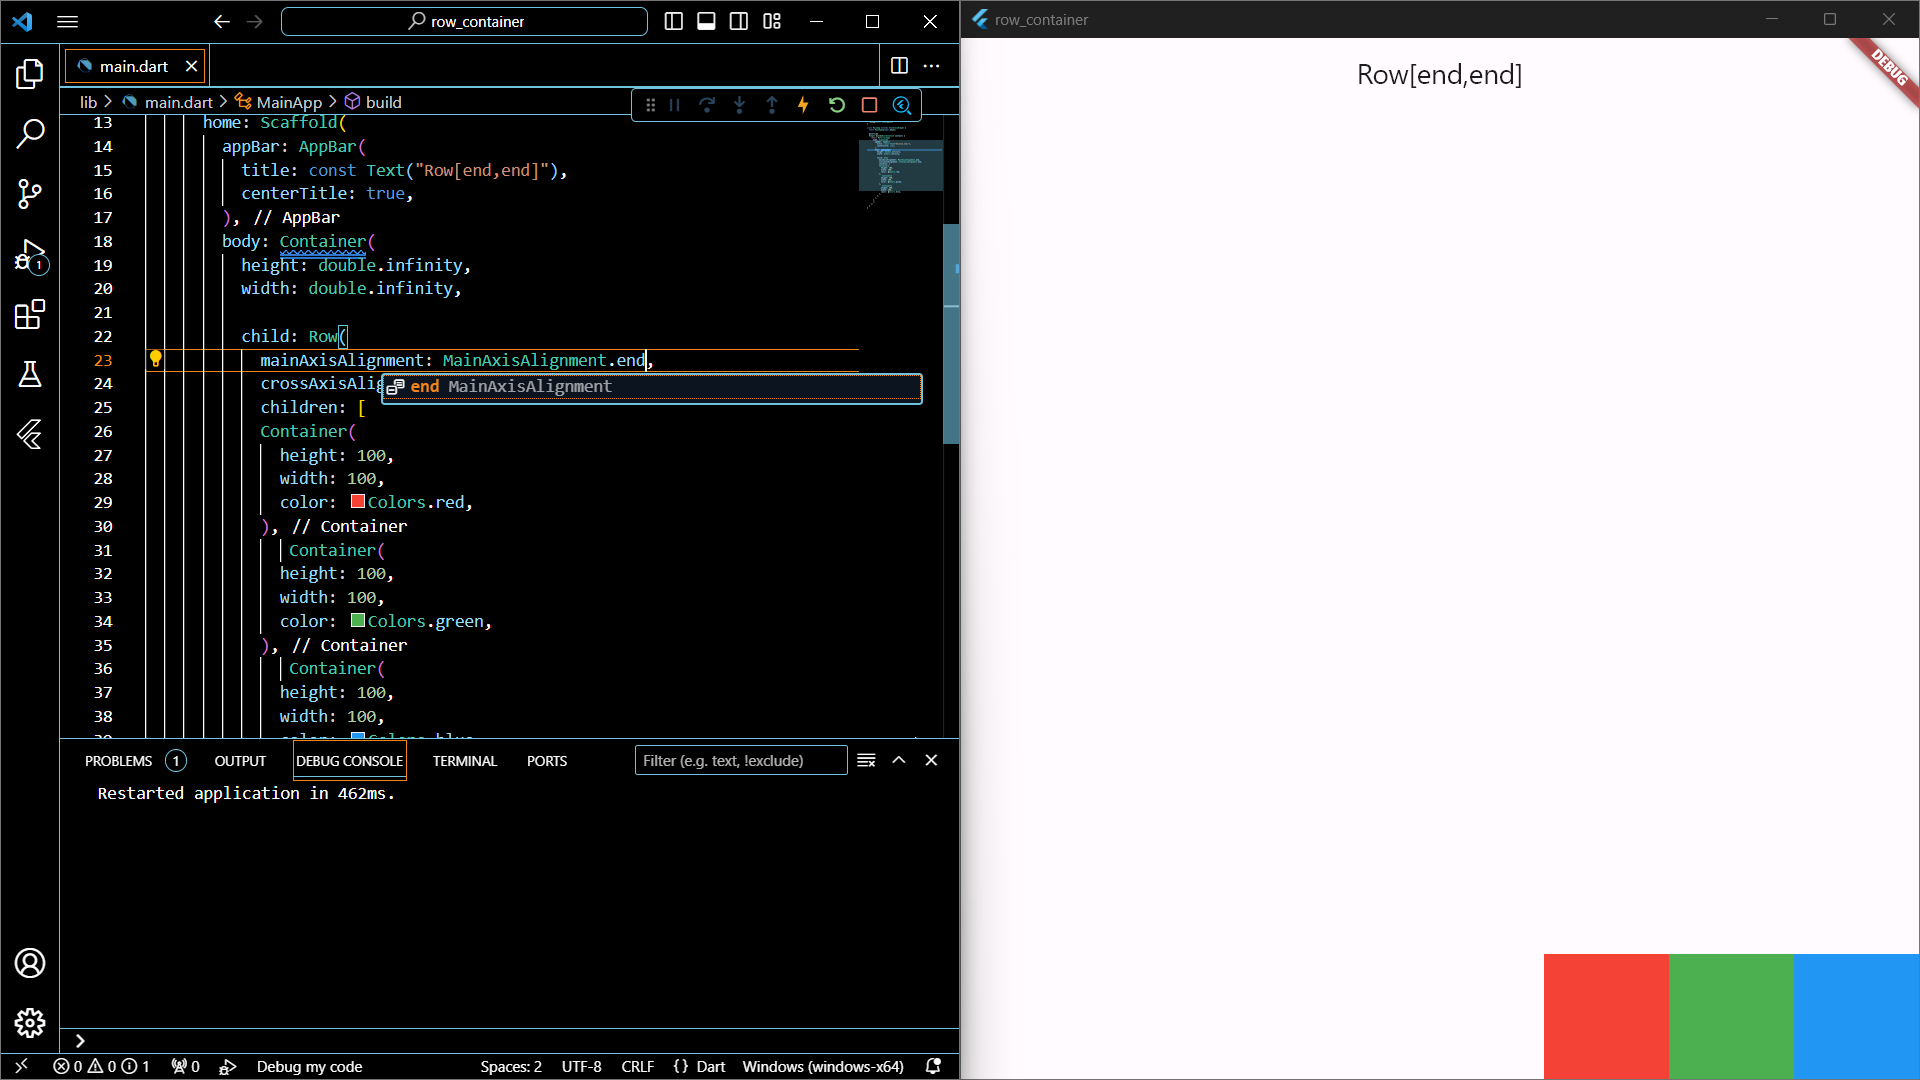 row_container
main.dart
lib > main.dart > MainApp > build
13 home: Scaffold(
14 appBar: AppBar(
15 title: const Text("Row[end,end]"),
16 centerTitle: true,
17 ), // AppBar
18 body: Container(
19 height: double.infinity,
20 width: double.infinity,
21
22 child: Row(
23 mainAxisAlignment: MainAxisAlignment.end,
24 crossAxisAlig
end MainAxisAlignment
25 children: [
26 Container(
27 height: 100,
28 width: 100,
29 color: Colors.red,
30 ), // Container
31 Container(
32 height: 100,
33 width: 100,
34 color: Colors.green,
35 ), // Container
36 Container(
37 height: 100,
38 width: 100,
39 color: Colors.blue
PROBLEMS 1 OUTPUT DEBUG CONSOLE TERMINAL PORTS Filter (e.g. text, !exclude)
Restarted application in 462ms.
1
0 0 1 0 Debug my code Spaces: 2 UTF-8 CRLF {} Dart Windows (windows-x64)
row_container
Row[end,end]
DEBUG